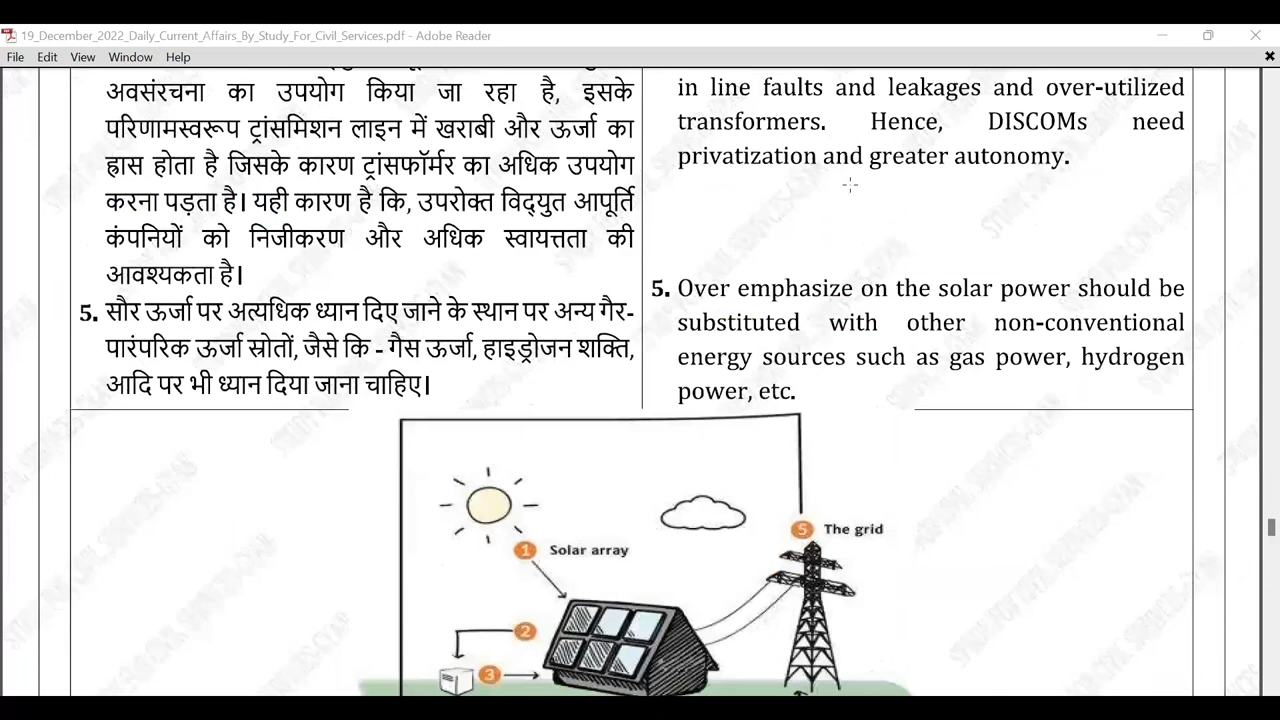 19_December_2022_Daily_Current_Affairs_By_Study_For_Civil_Services.pdf - Adobe Reader
File Edit View Window Help
अवसंरचना का उपयोग किया जा रहा है, इसके
परिणामस्वरूप ट्रांसमिशन लाइन में खराबी और ऊर्जा का
ह्रास होता है जिसके कारण ट्रांसफॉर्मर का अधिक उपयोग
करना पड़ता है। यही कारण है कि, उपरोक्त विद्युत आपूर्ति
कंपनियों को निजीकरण और अधिक स्वायत्तता की
आवश्यकता है।
5. सौर ऊर्जा पर अत्यधिक ध्यान दिए जाने के स्थान पर अन्य गैर-
पारंपरिक ऊर्जा स्रोतों, जैसे कि - गैस ऊर्जा, हाइड्रोजन शक्ति,
आदि पर भी ध्यान दिया जाना चाहिए।
in line faults and leakages and over-utilized
transformers. Hence, DISCOMs need
privatization and greater autonomy.
5. Over emphasize on the solar power should be
substituted with other non-conventional
energy sources such as gas power, hydrogen
power, etc.
5 The grid
1 Solar array
2
3